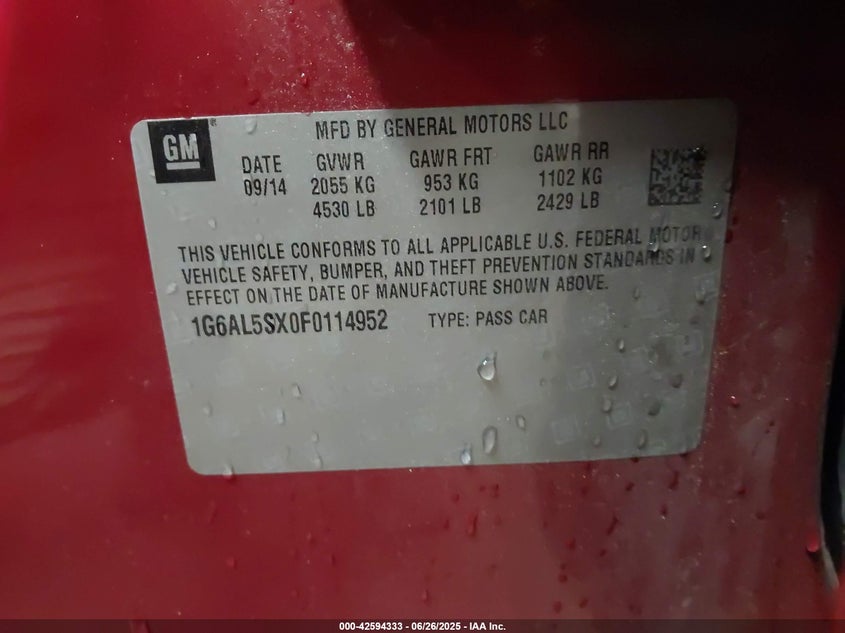 GM
MFD BY GENERAL MOTORS LLC
DATE GVWR GAWR FRT GAWR RR
09/14 2055 KG 953 KG 1102 KG
4530 LB 2101 LB 2429 LB
THIS VEHICLE CONFORMS TO ALL APPLICABLE U.S. FEDERAL MOTOR
VEHICLE SAFETY, BUMPER, AND THEFT PREVENTION STANDARDS IN
EFFECT ON THE DATE OF MANUFACTURE SHOWN ABOVE.
1G6AL5SX0F0114952 TYPE: PASS CAR
000-42594333 - 06/26/2025 - IAA Inc.